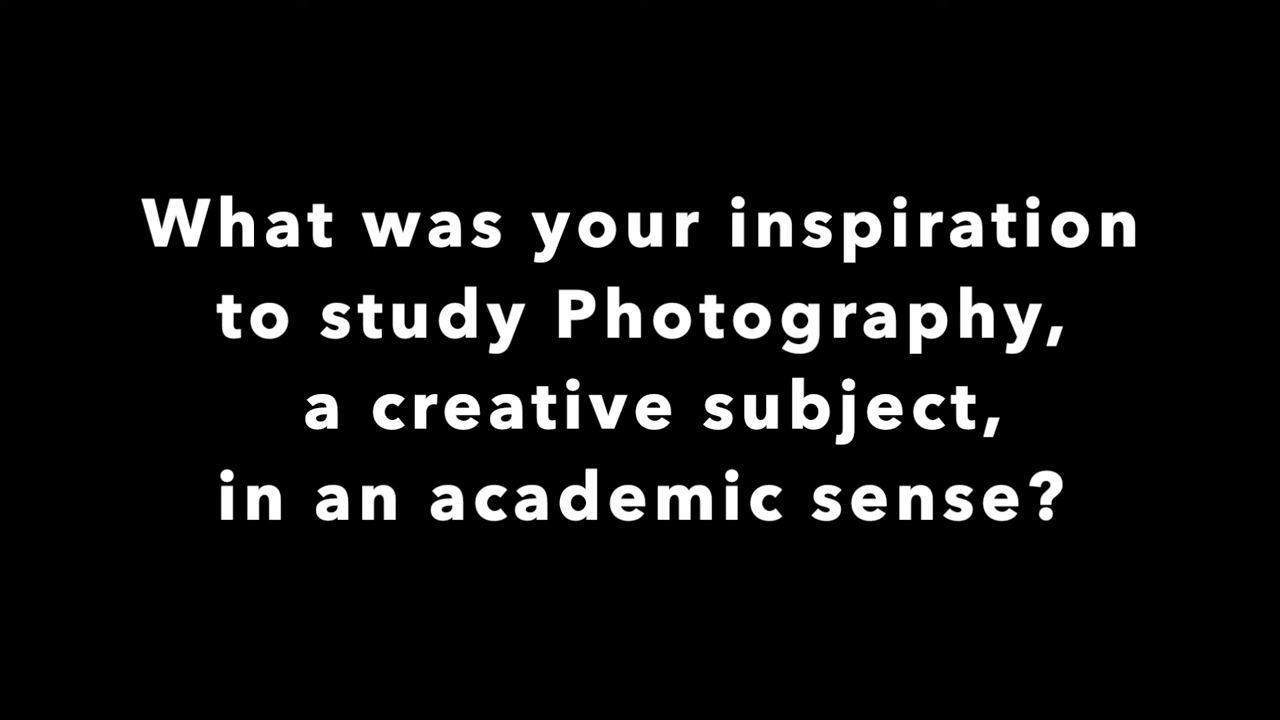 What was your inspiration
to study Photography,
a creative subject,
in an academic sense?